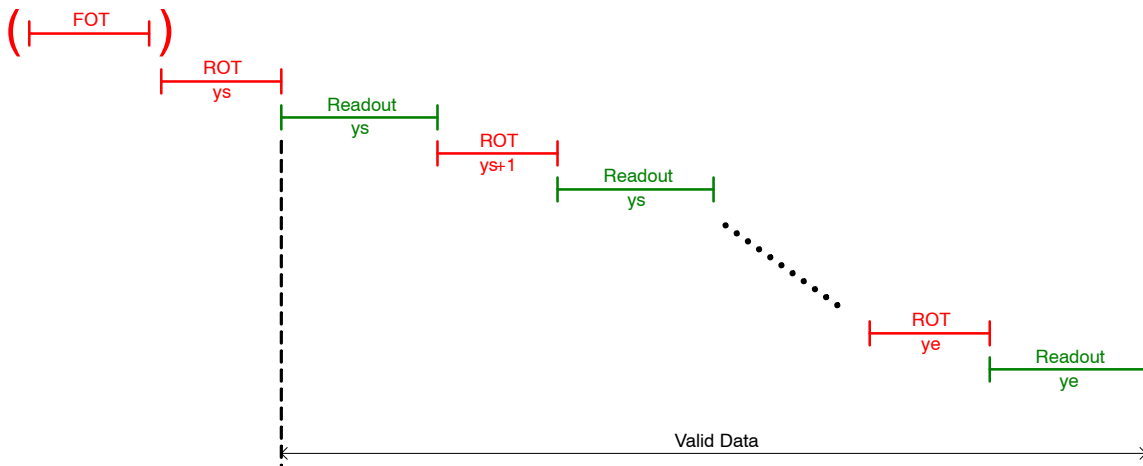 ( FOT )
ROT
ys
Readout
ys
ROT
ys+1
Readout
ys
ROT
ye
Readout
ye
Valid Data